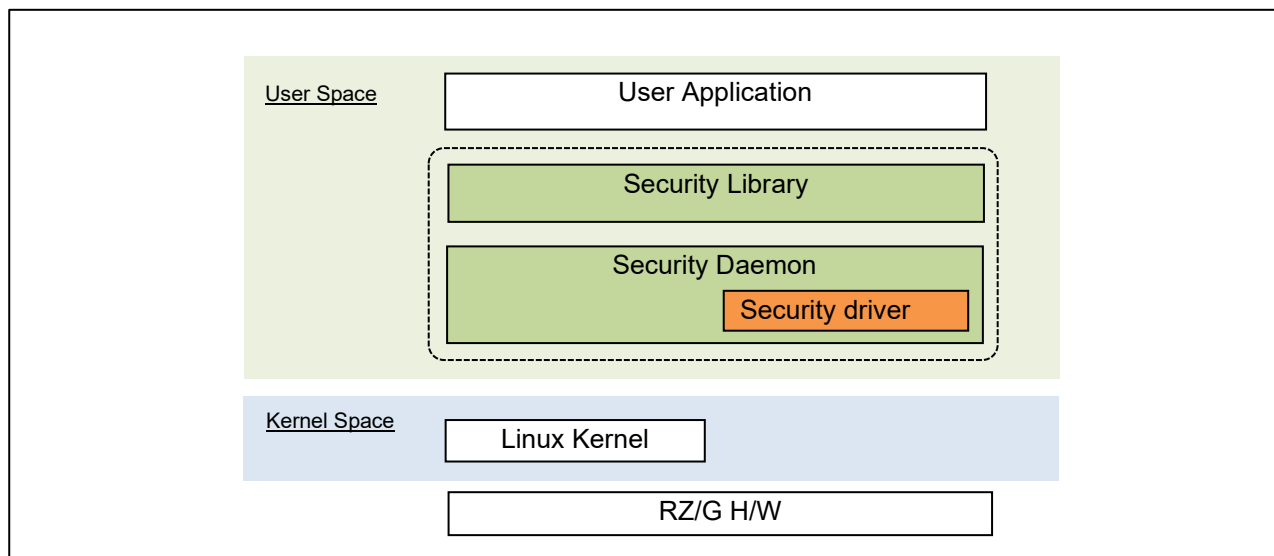 User Space
User Application
Security Library
Security Daemon
Security driver
Kernel Space
Linux Kernel
RZ/G H/W